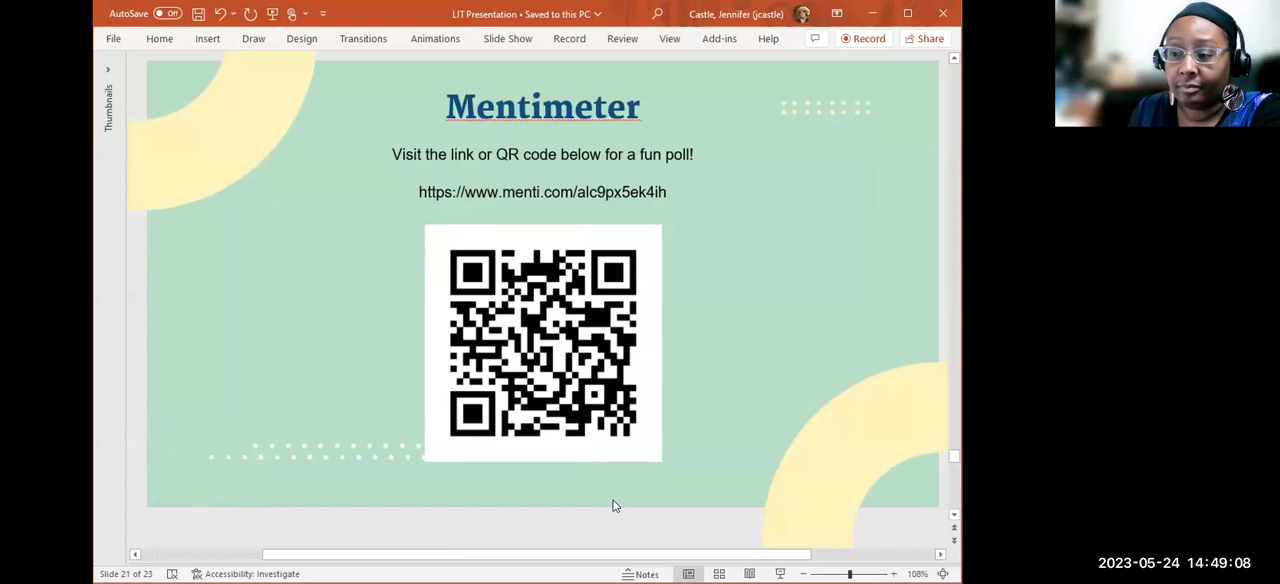 AutoSave Off LIT Presentation • Saved to this PC Castle, Jennifer (jcastle)
File Home Insert Draw Design Transitions Animations Slide Show Record Review View Add-ins Help Record Share
Thumbnails
Mentimeter
Visit the link or QR code below for a fun poll!
https://www.menti.com/alc9px5ek4ih
Slide 21 of 23 Accessibility: Investigate Notes 108%
2023-05-24 14:49:08